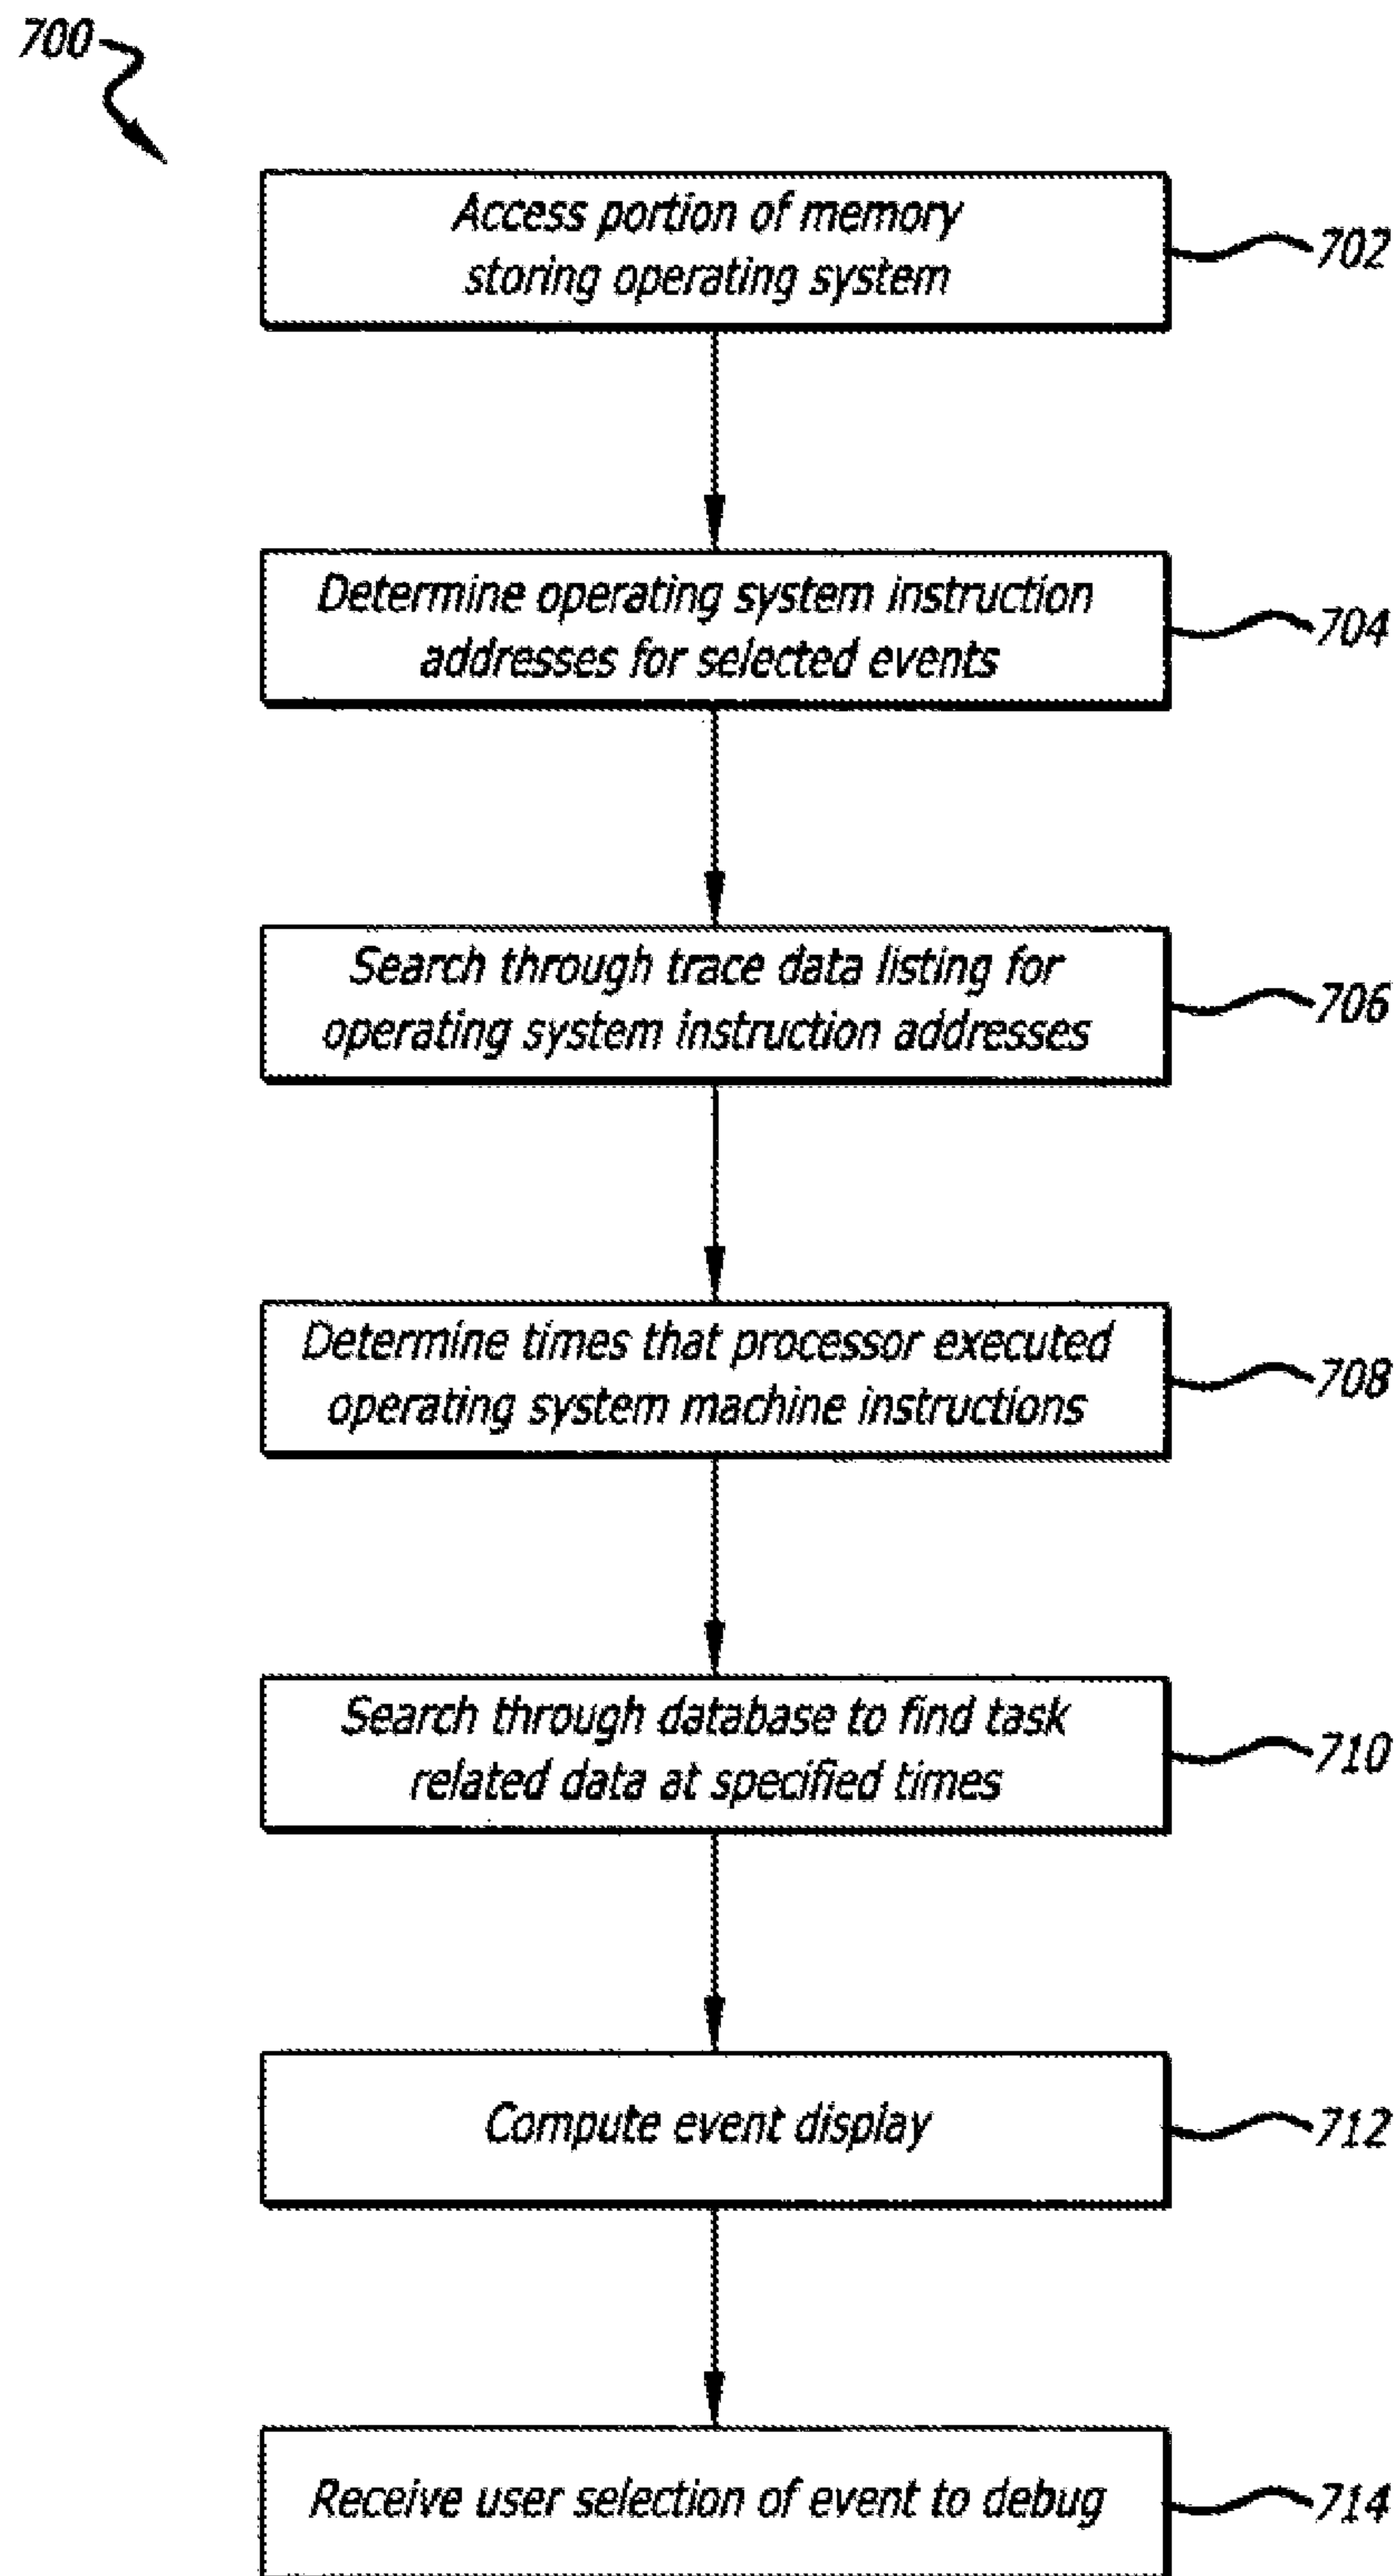 700
Access portion of memory
storing operating system
702
Determine operating system instruction
addresses for selected events
704
Search through trace data listing for
operating system instruction addresses
706
Determine times that processor executed
operating system machine instructions
708
Search through database to find task
related data at specified times
710
Compute event display
712
Receive user selection of event to debug
714